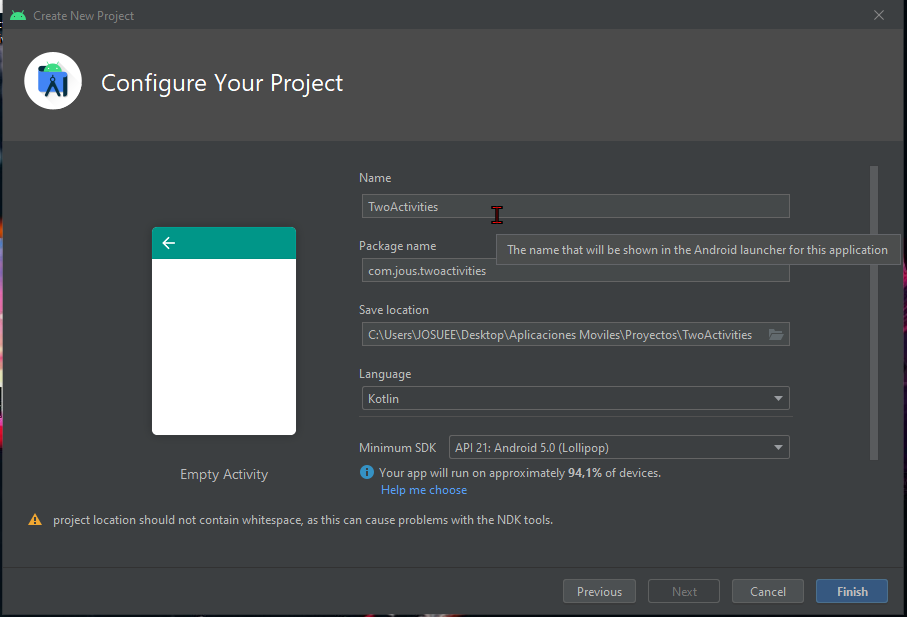 Create New Project
Configure Your Project
Name
TwoActivities
Package name
The name that will be shown in the Android launcher for this application
com.jous.twoactivities
Save location
C:\Users\JOSUEE\Desktop\Aplicaciones Moviles\Proyectos\TwoActivities
Language
Kotlin
Minimum SDK API 21: Android 5.0 (Lollipop)
Your app will run on approximately 94,1% of devices.
Help me choose
Empty Activity
project location should not contain whitespace, as this can cause problems with the NDK tools.
Previous Next Cancel Finish